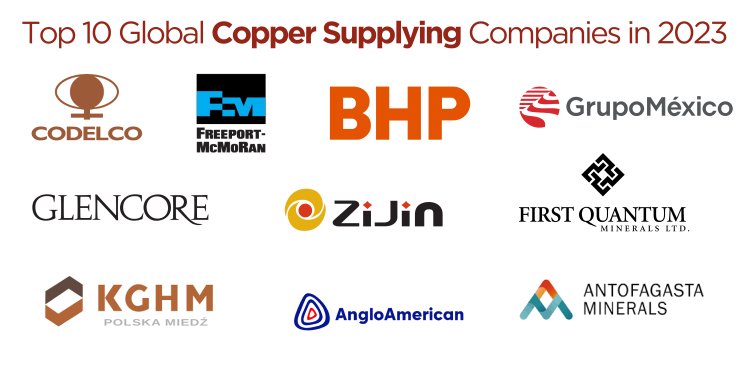 Top 10 Global Copper Supplying Companies in 2023
CODELCO
FM
FREEPORT-
MCMORAN
BHP
GrupoMéxico
GLENCORE
ZiJin
FIRST QUANTUM
MINERALS LTD.
KGHM
POLSKA MIEDŹ
AngloAmerican
ANTOFAGASTA
MINERALS